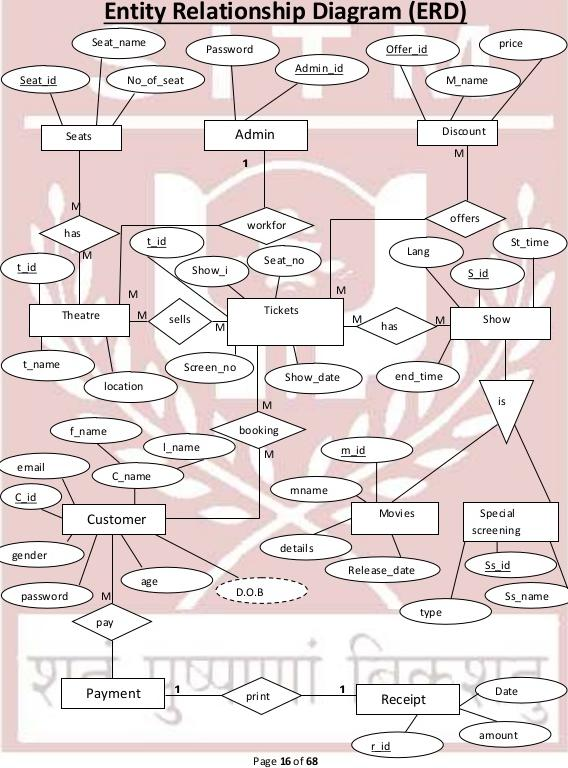 Entity Relationship Diagram (ERD)
SITM
Seat_name
Seat_id
No_of_seat
Seats
Password
Admin_id
Admin
1
Offer_id
price
M_name
Discount
M
M
has
M
workfor
offers
t_id
t_id
Show_i
Seat_no
Lang
St_time
S_id
M
M
Theatre
M
sells
M
Tickets
M
has
M
Show
t_name
location
Screen_no
Show_date
end_time
is
M
booking
M
f_name
l_name
C_name
email
C_id
Customer
gender
password
age
D.O.B
m_id
mname
Movies
details
Release_date
Special
screening
Ss_id
Ss_name
type
M
pay
Payment
1
print
1
Receipt
Date
amount
r_id
शतं पुष्पाणां विकशतु
Page 16 of 68